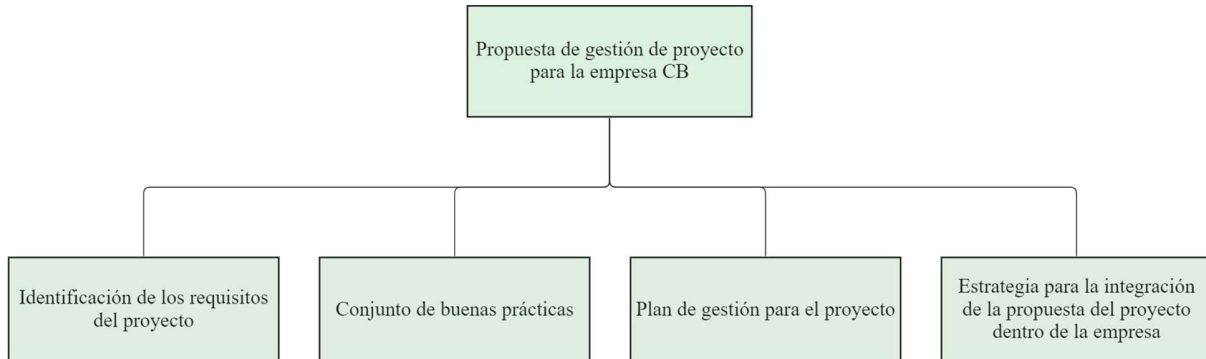 Propuesta de gestión de proyecto
para la empresa CB
Identificación de los requisitos
del proyecto
Conjunto de buenas prácticas
Plan de gestión para el proyecto
Estrategia para la integración
de la propuesta del proyecto
dentro de la empresa